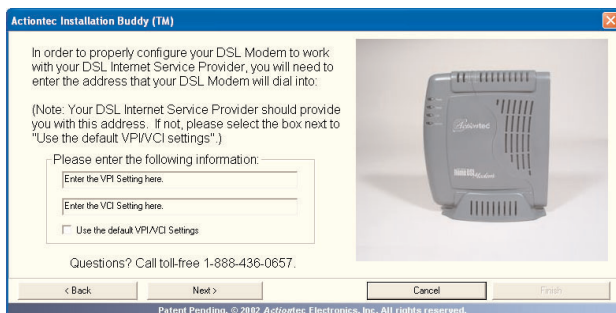 Actiontec Installation Buddy (TM)
In order to properly configure your DSL Modem to work
with your DSL Internet Service Provider, you will need to
enter the address that your DSL Modem will dial into:
(Note: Your DSL Internet Service Provider should provide
you with this address. If not, please select the box next to
"Use the default VPI/VCI settings".)
Please enter the following information:
Enter the VPI Setting here.
Enter the VCI Setting here.
Use the default VPI/VCI Settings
Questions? Call toll-free 1-888-436-0657.
Actiontec
Modem
< Back
Next >
Cancel
Finish
Patent Pending. © 2002 Actiontec Electronics, Inc. All rights reserved.